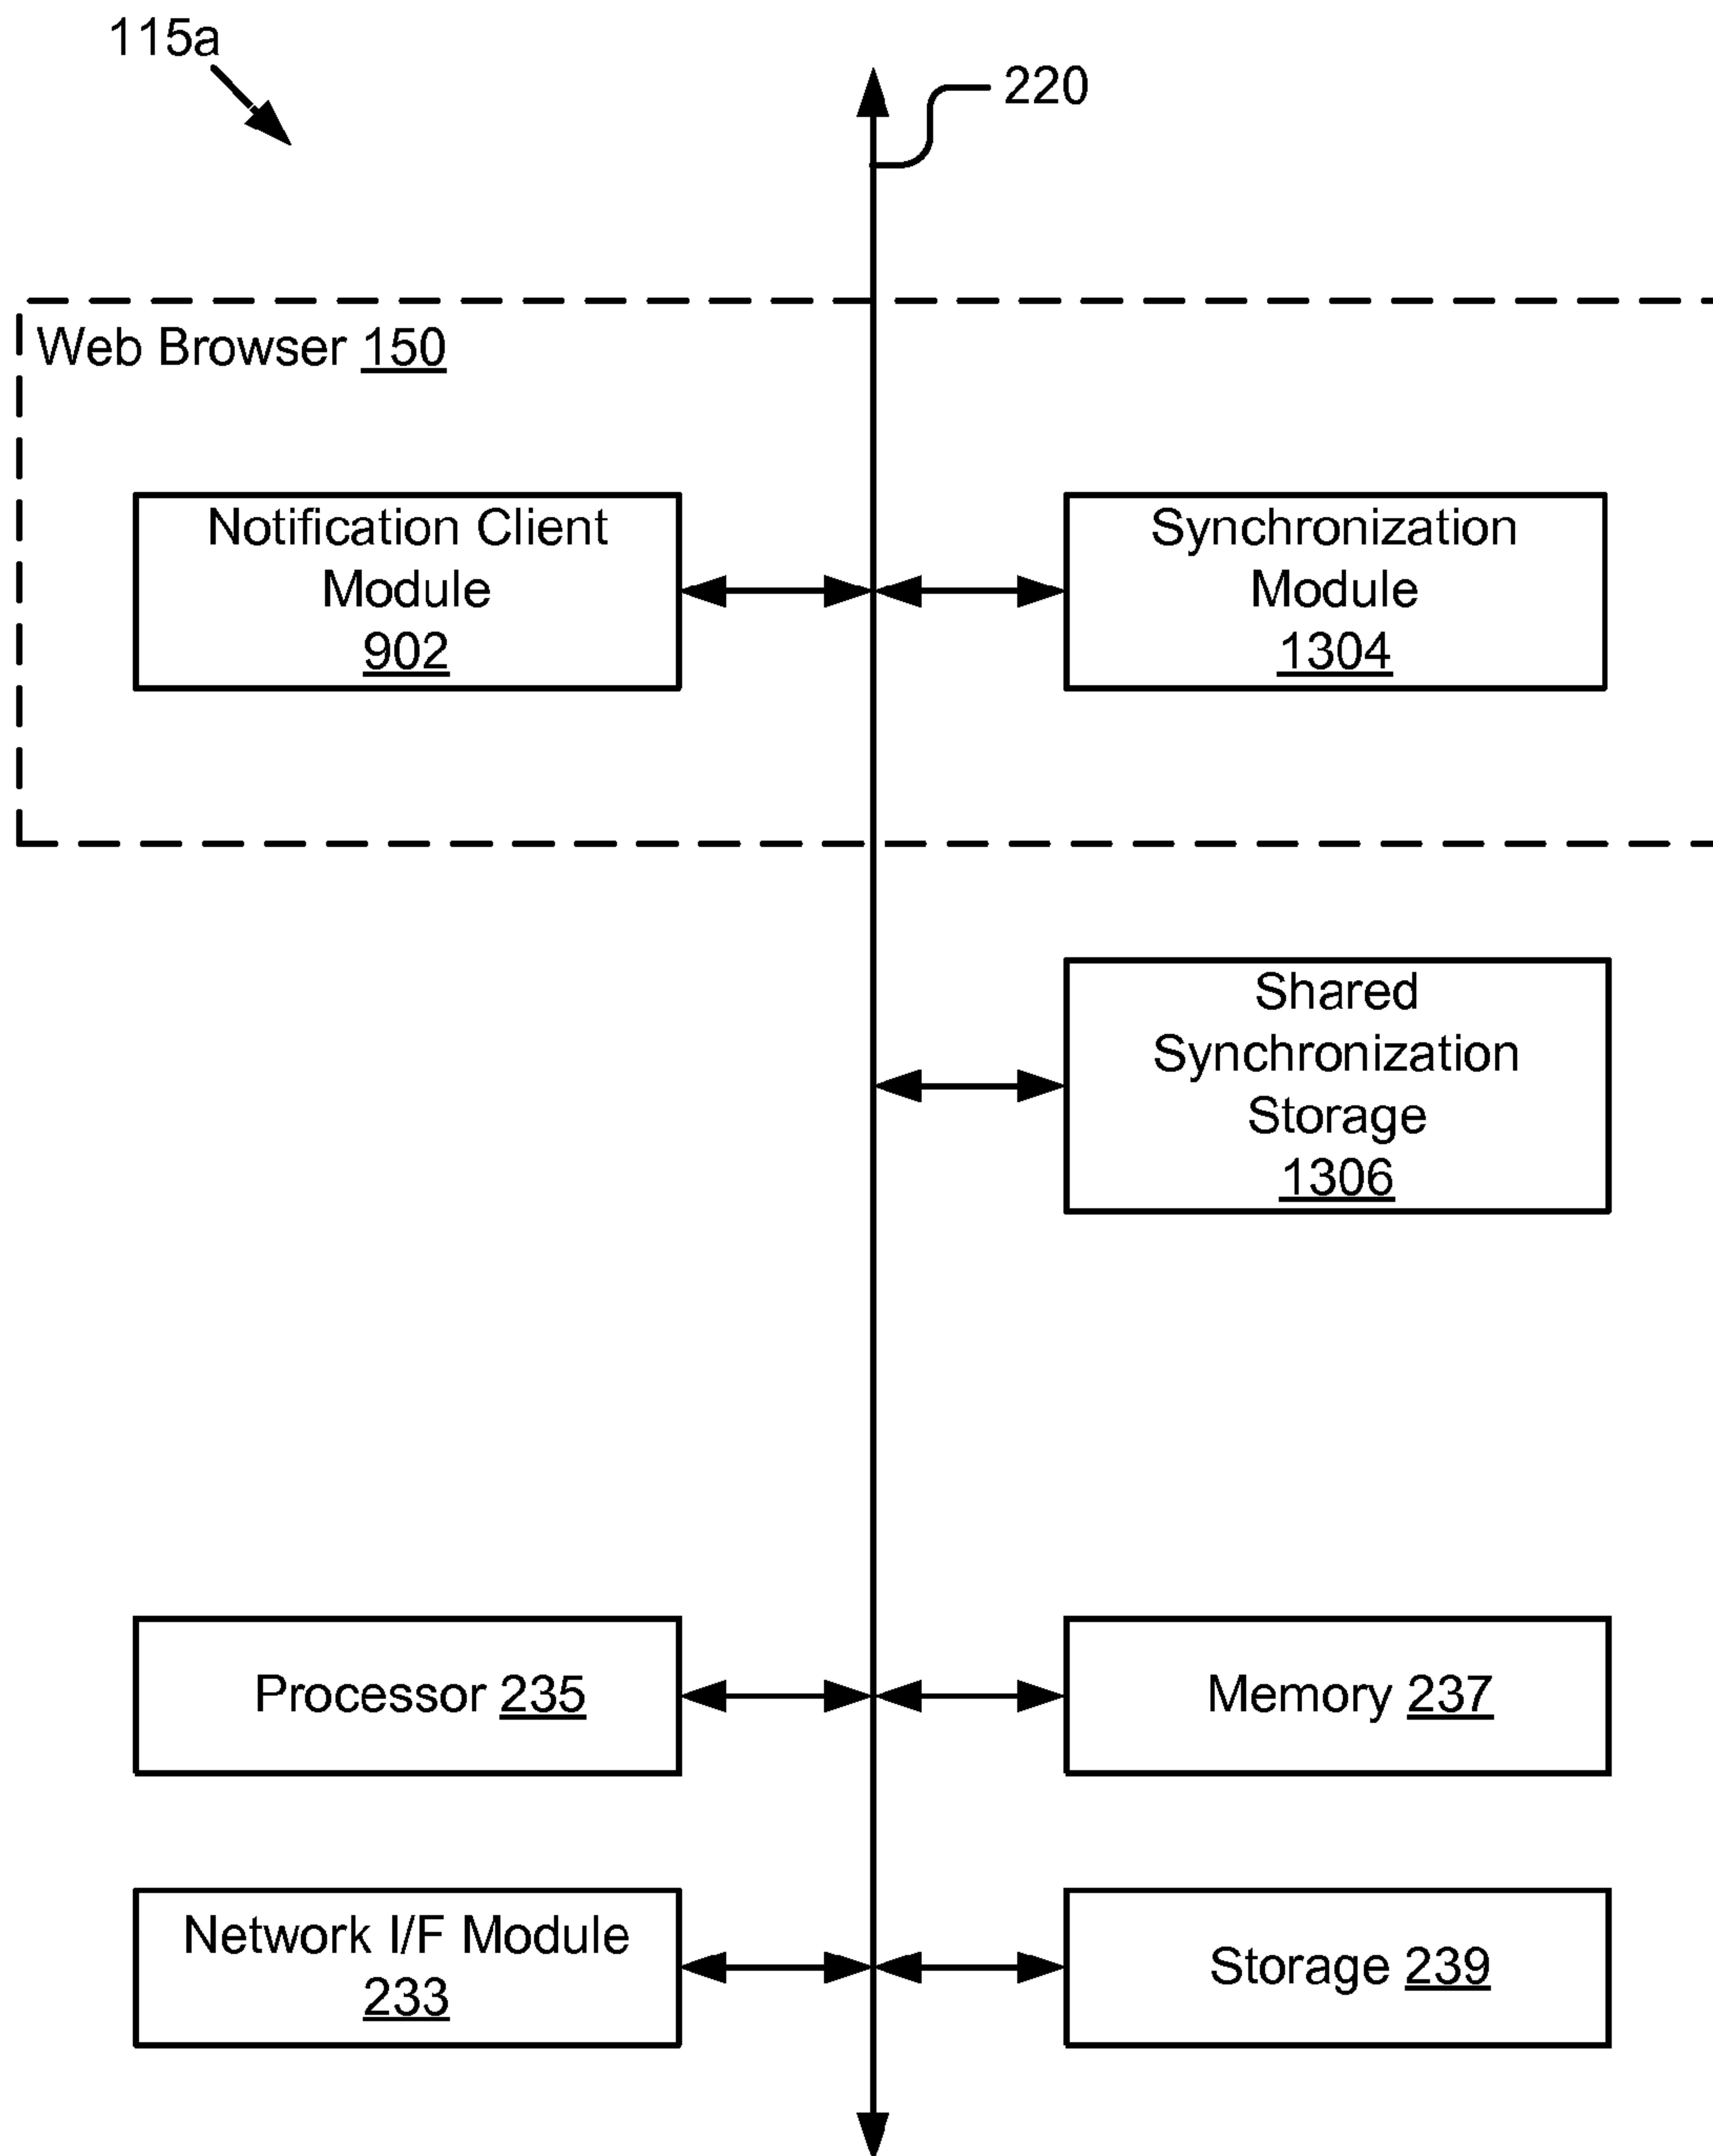 115a
220
Web Browser 150
Notification Client
Module
902
Synchronization
Module
1304
Shared
Synchronization
Storage
1306
Processor 235
Memory 237
Network I/F Module
233
Storage 239